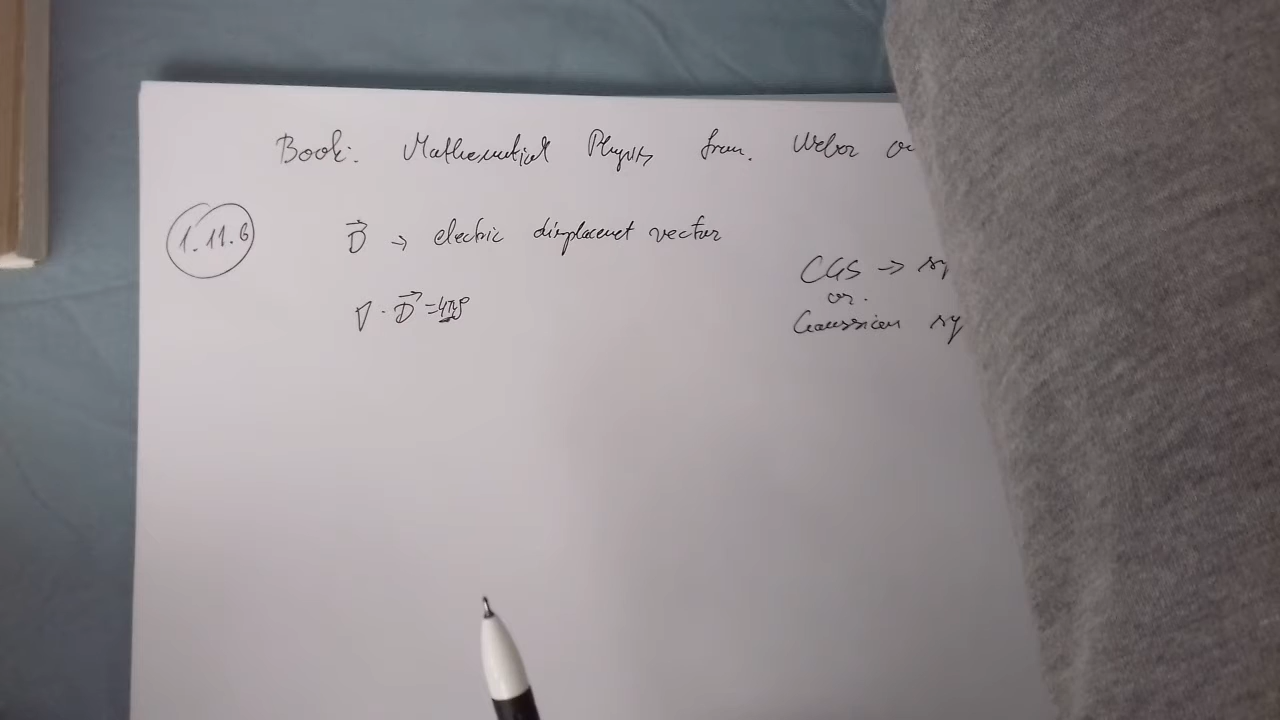 Book: Mathematical Physics from Weber
1.11.6
D → electric displacement vector
CGS →
or.
∇ · D = 4πρ
Gaussian